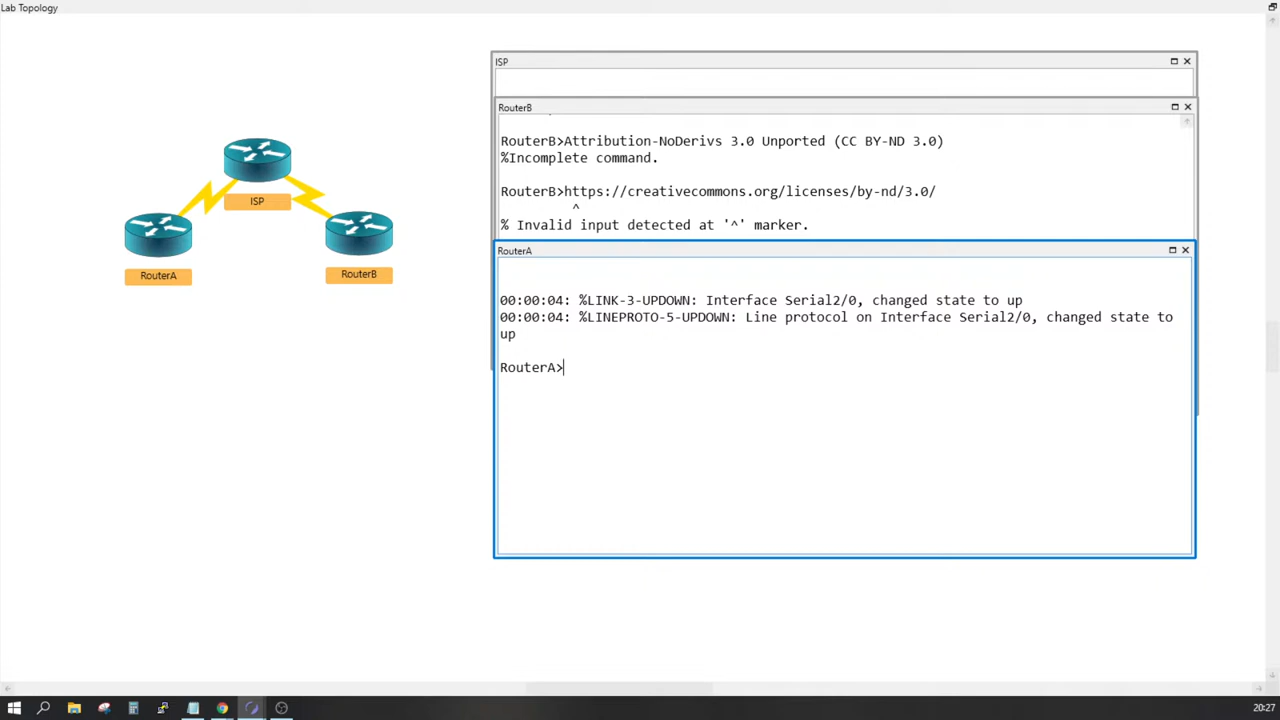 Lab Topology
ISP
RouterA
RouterB
ISP
RouterB
RouterB>Attribution-NoDerivs 3.0 Unported (CC BY-ND 3.0)
%Incomplete command.
RouterB>https://creativecommons.org/licenses/by-nd/3.0/
^
% Invalid input detected at '^' marker.
RouterA
00:00:04: %LINK-3-UPDOWN: Interface Serial2/0, changed state to up
00:00:04: %LINEPROTO-5-UPDOWN: Line protocol on Interface Serial2/0, changed state to
up
RouterA>
20:27